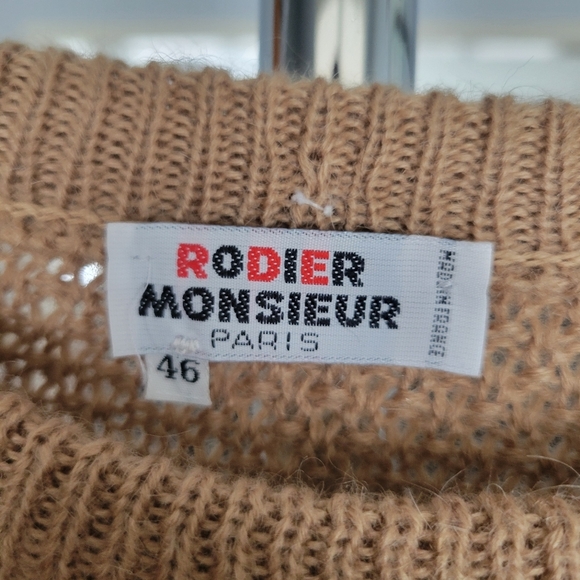 RODIER
MONSIEUR
PARIS
MADE IN FRANCE
46